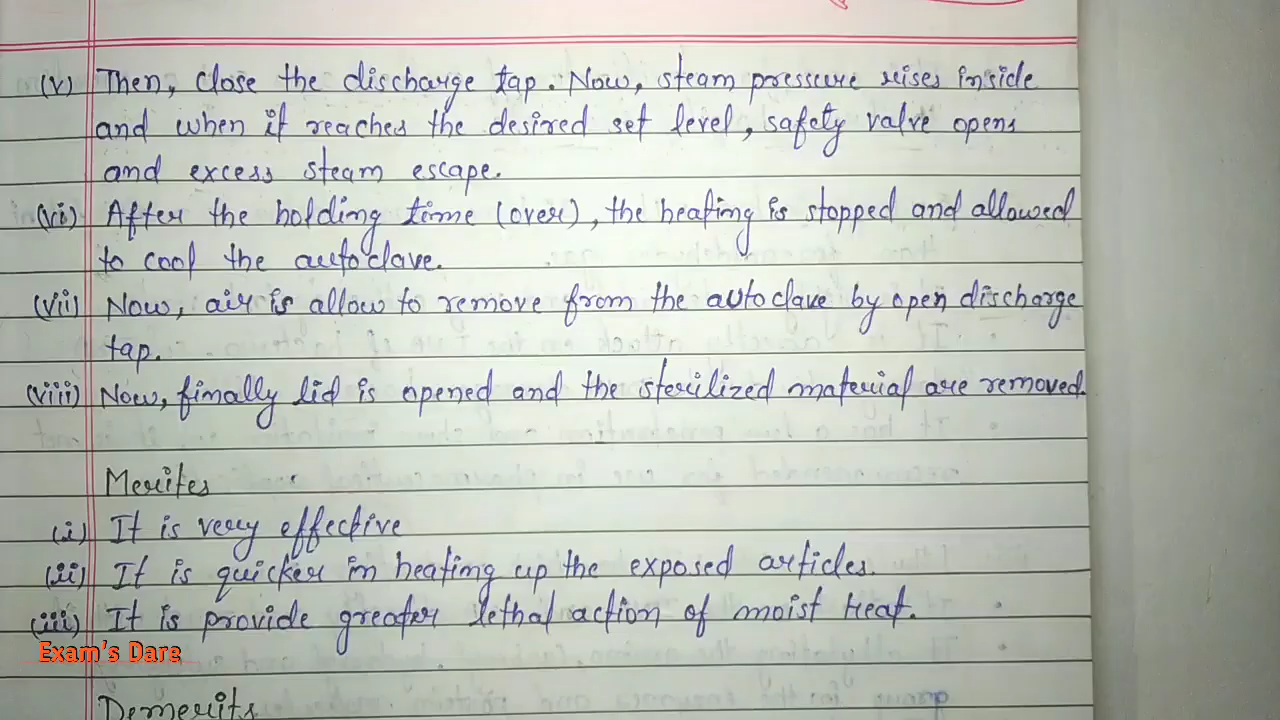 (v) Then, close the discharge tap. Now, steam pressure rises inside
and when it reaches the desired set level, safety valve opens
and excess steam escape.
(vi) After the holding time (over), the heating is stopped and allowed
to cool the autoclave.
(vii) Now, air is allow to remove from the autoclave by open discharge
tap.
(viii) Now, finally lid is opened and the sterilized material are removed.
Merites
(i) It is very effective
(ii) It is quicker in heating up the exposed articles.
(iii) It is provide greater lethal action of moist heat.
Exam's Dare
Demerits